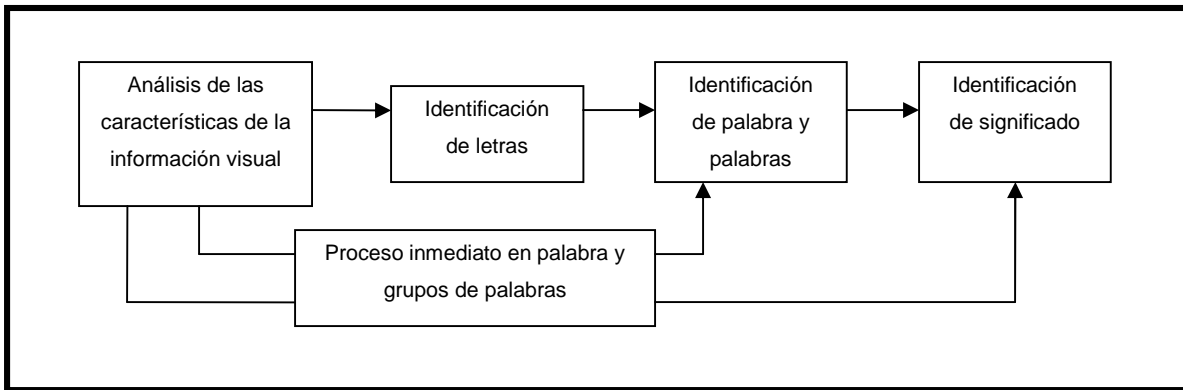 Análisis de las
características de la
información visual
Identificación
de letras
Identificación
de palabra y
palabras
Identificación
de significado
Proceso inmediato en palabra y
grupos de palabras